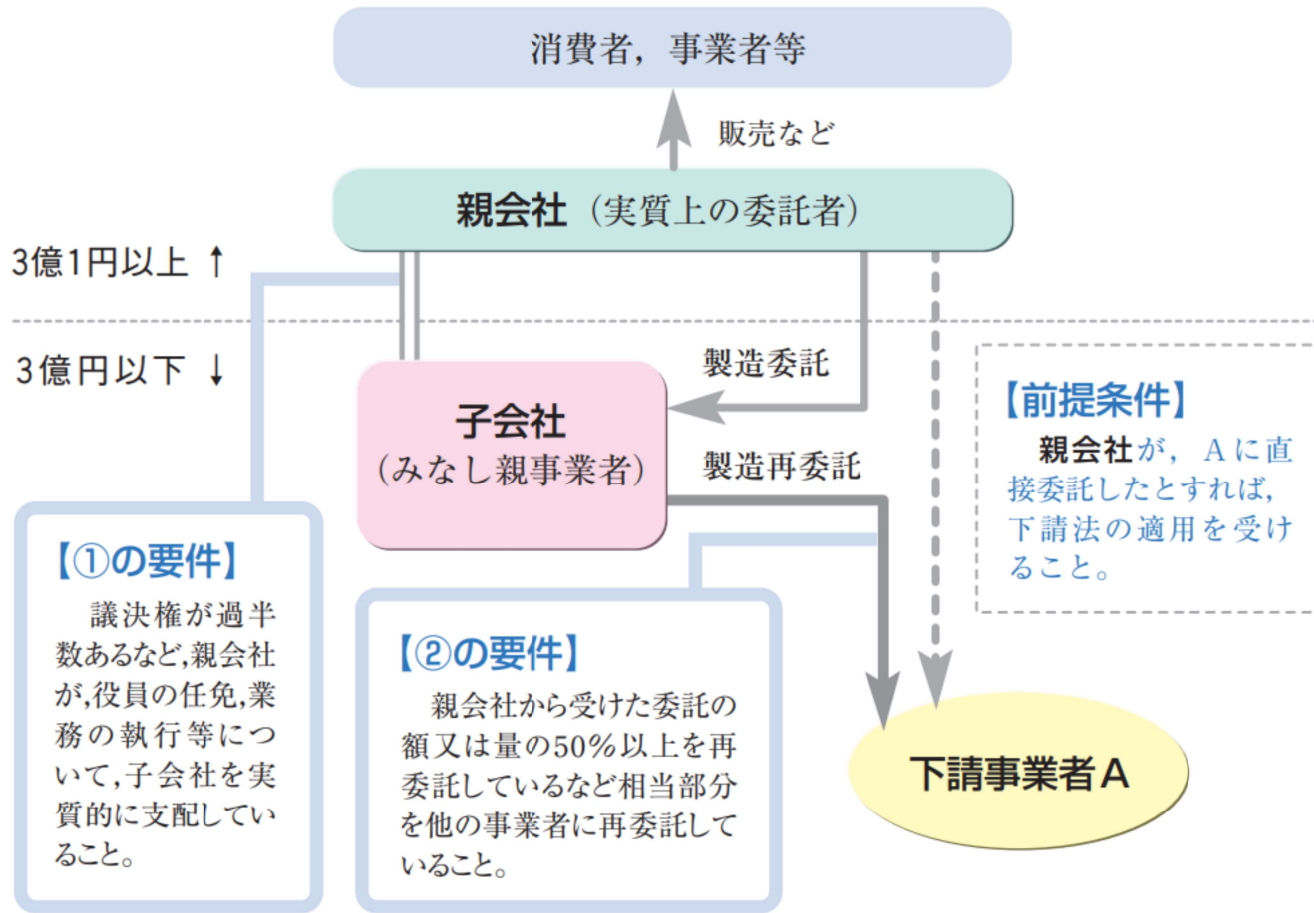 消費者，事業者等
販売など
親会社（実質上の委託者）
3億1円以上 ↑
3億円以下 ↓
製造委託
子会社
（みなし親事業者）
製造再委託
【前提条件】
親会社が，Aに直
接委託したとすれば，
下請法の適用を受け
ること。
【①の要件】
議決権が過半
数あるなど，親会社
が，役員の任免，業
務の執行等につ
いて，子会社を実
質的に支配してい
ること。
【②の要件】
親会社から受けた委託の
額又は量の50％以上を再
委託しているなど相当部分
を他の事業者に再委託して
いること。
下請事業者A